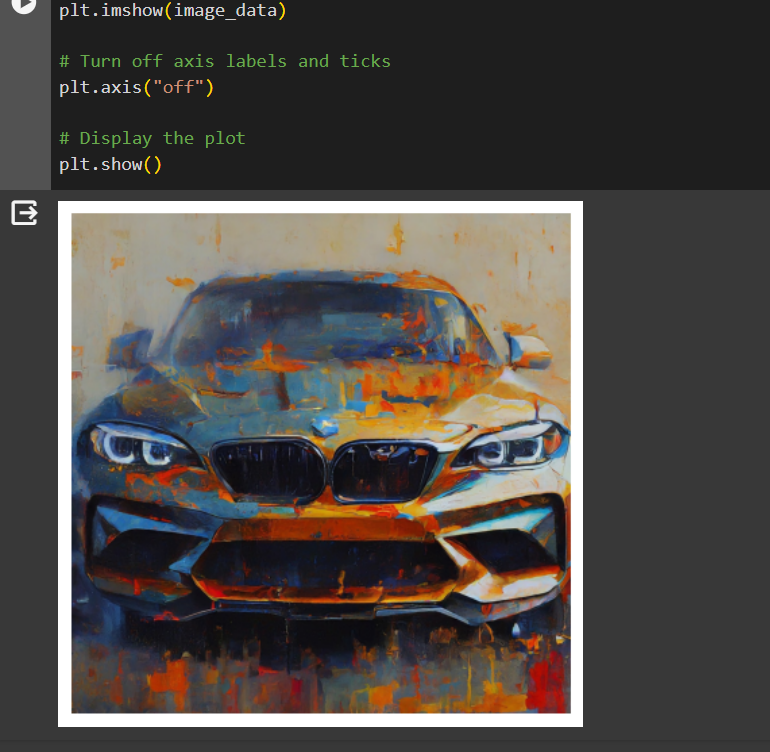 plt.imshow(image_data)
# Turn off axis labels and ticks
plt.axis("off")
# Display the plot
plt.show()